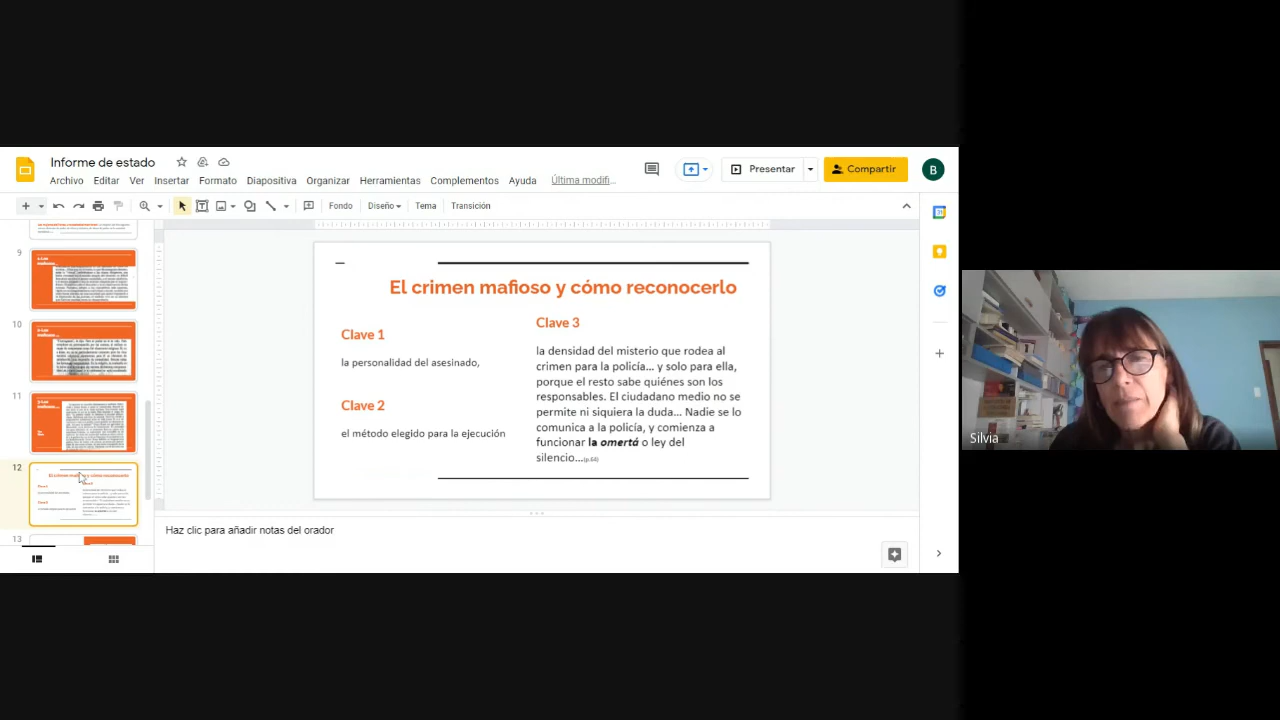 Informe de estado
Archivo Editar Ver Insertar Formato Diapositiva Organizar Herramientas Complementos Ayuda Última modifi...
Presentar
Compartir
B
Fondo Diseño Tema Transición
9
10
11
12
13
El crimen mafioso y cómo reconocerlo
Clave 1
la personalidad del asesinado,
Clave 2
el método elegido para la ejecución
Clave 3
la densidad del misterio que rodea al
crimen para la policía... y solo para ella,
porque el resto sabe quiénes son los
responsables. El ciudadano medio no se
permite ni siquiera la duda... Nadie se lo
comunica a la policía, y comienza a
funcionar la omertá o ley del
silencio...(p.64)
Haz clic para añadir notas del orador
Silvia